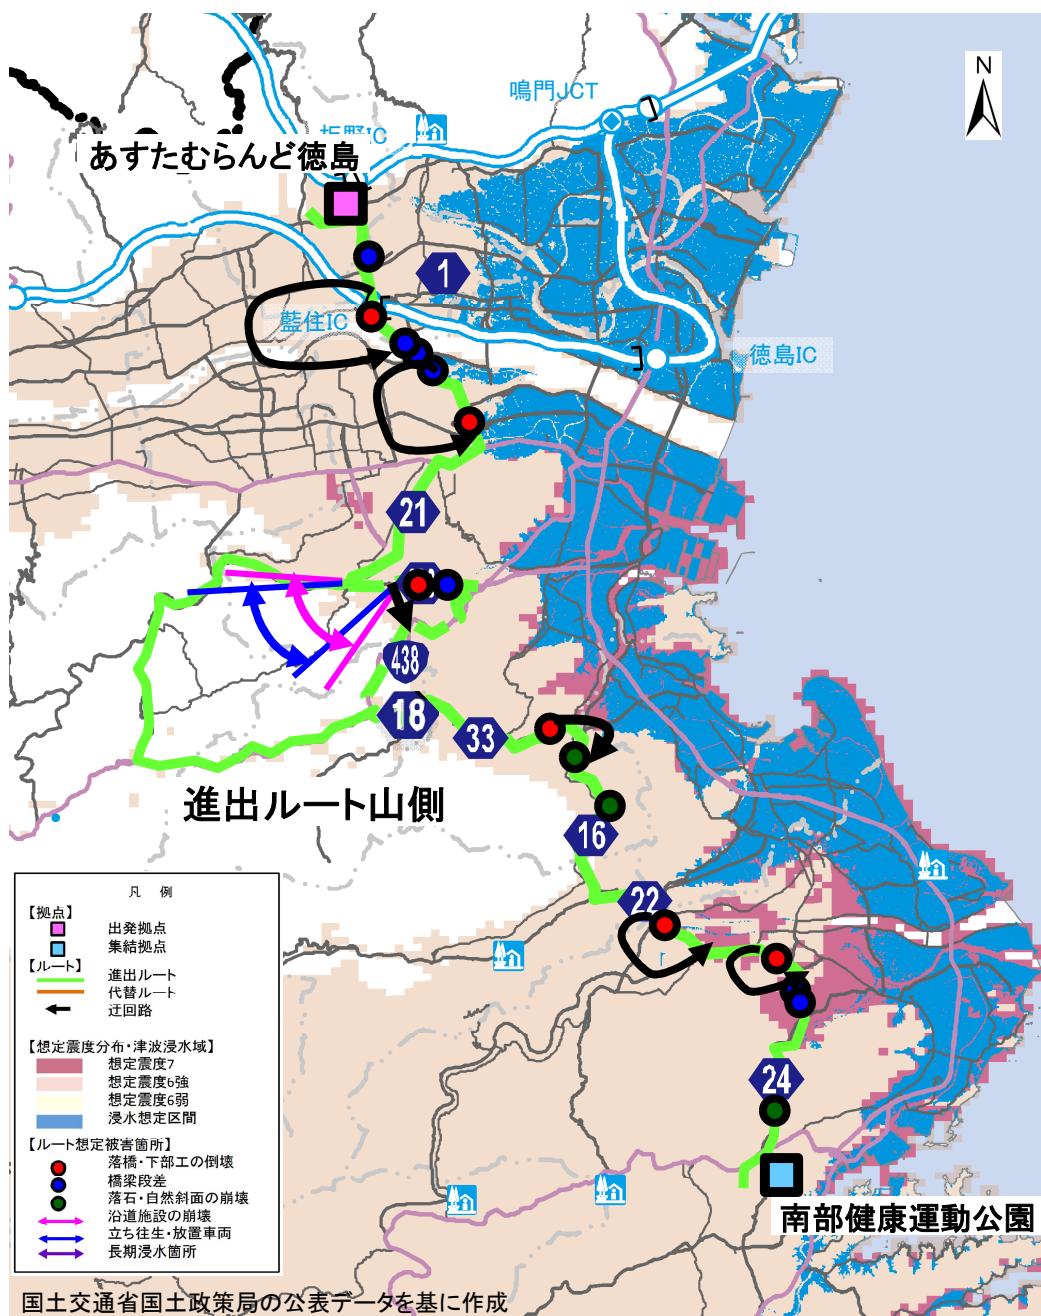 N
鳴門JCT
あすたむらんど徳島
1
藍住IC
徳島IC
21
438
18
33
進出ルート山側
16
22
24
凡 例
【拠点】
出発拠点
集結拠点
【ルート】
進出ルート
代替ルート
迂回路
【想定震度分布・津波浸水域】
想定震度7
想定震度6強
想定震度6弱
浸水想定区間
【ルート想定被害箇所】
落橋・下部工の倒壊
橋梁段差
落石・自然斜面の崩壊
沿道施設の崩壊
立ち往生・放置車両
長期浸水箇所
南部健康運動公園
国土交通省国土政策局の公表データを基に作成